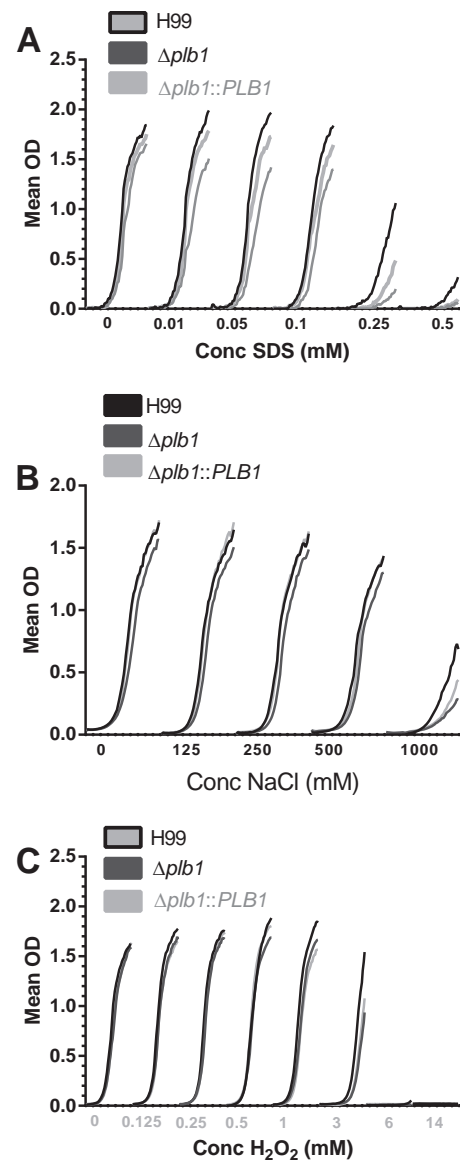 A
H99
Δplb1
Δplb1::PLB1
2.5
2.0
1.5
1.0
0.5
0.0
Mean OD
0 0.01 0.05 0.1 0.25 0.5
Conc SDS (mM)
B
H99
Δplb1
Δplb1::PLB1
2.0
1.5
1.0
0.5
0.0
Mean OD
0 125 250 500 1000
Conc NaCl (mM)
C
H99
Δplb1
Δplb1::PLB1
2.5
2.0
1.5
1.0
0.5
0.0
Mean OD
0 0.125 0.25 0.5 1 3 6 14
Conc H₂O₂ (mM)